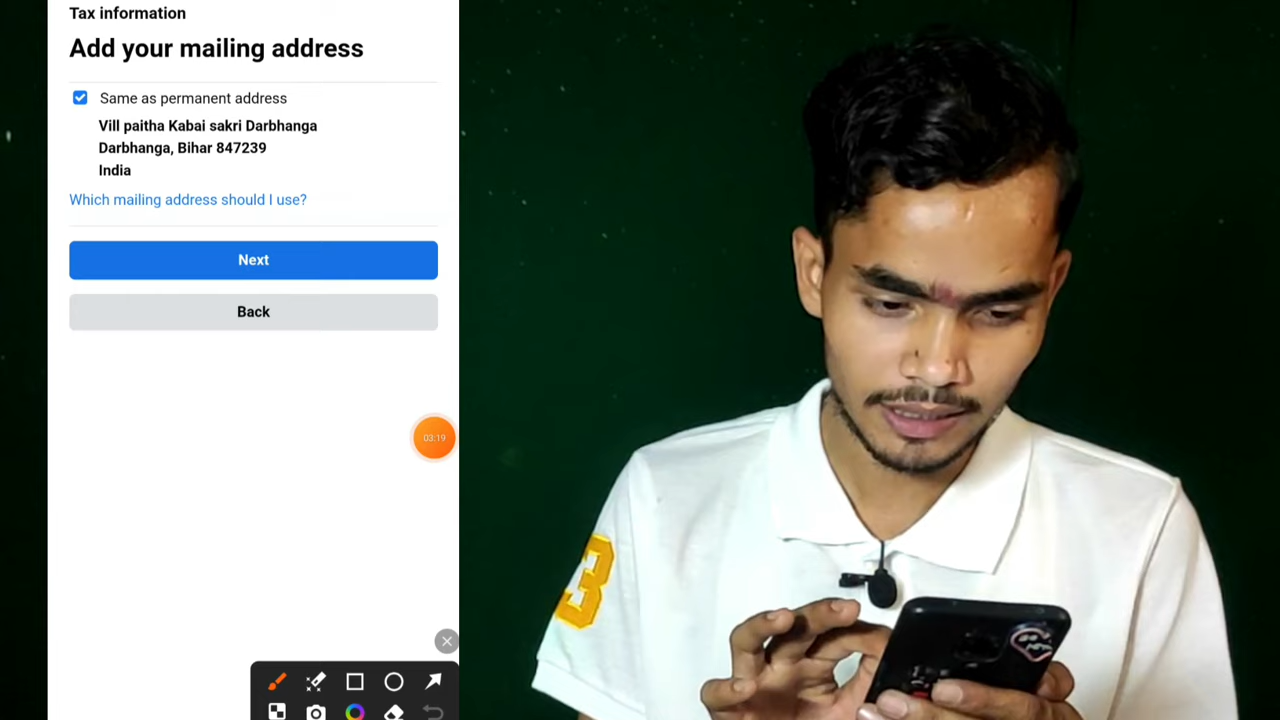 Tax information
Add your mailing address
Same as permanent address
Vill paitha Kabai sakri Darbhanga
Darbhanga, Bihar 847239
India
Which mailing address should I use?
Next
Back
03:19
3